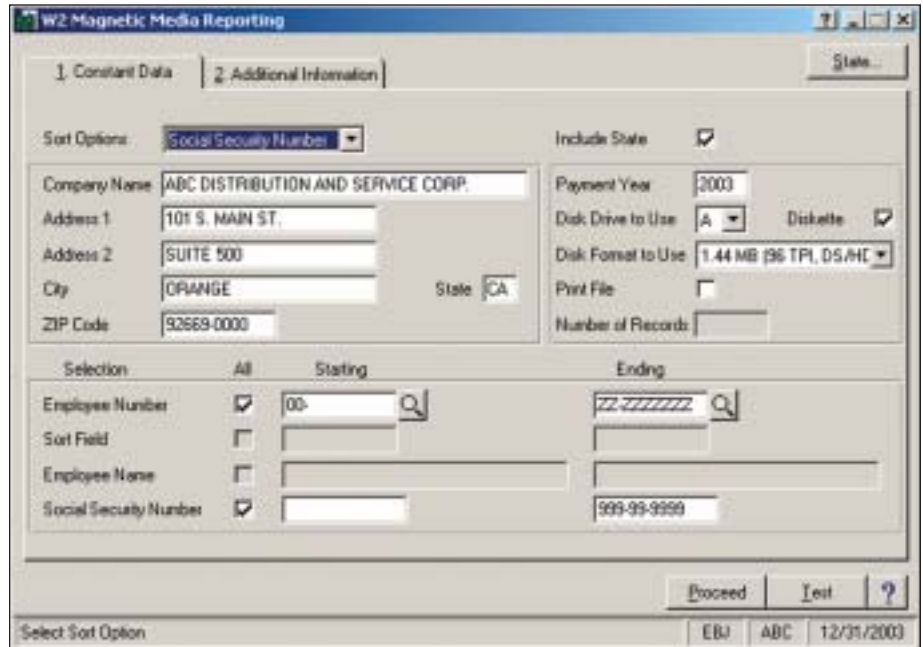 W2 Magnetic Media Reporting
1. Constant Data
2. Additional Information
State...
Sort Options Social Security Number
Include State
Company Name ABC DISTRIBUTION AND SERVICE CORP.
Payment Year 2003
Address 1 101 S. MAIN ST.
Disk Drive to Use A Diskette
Address 2 SUITE 500
Disk Format to Use 1.44 MB (96 TPI, DS/HD
City ORANGE State CA
Print File
ZIP Code 92669-0000
Number of Records
Selection All Starting Ending
Employee Number 00- ZZ-ZZZZZZZ
Sort Field
Employee Name
Social Security Number 999-99-9999
Proceed Test ?
Select Sort Option EBJ ABC 12/31/2003